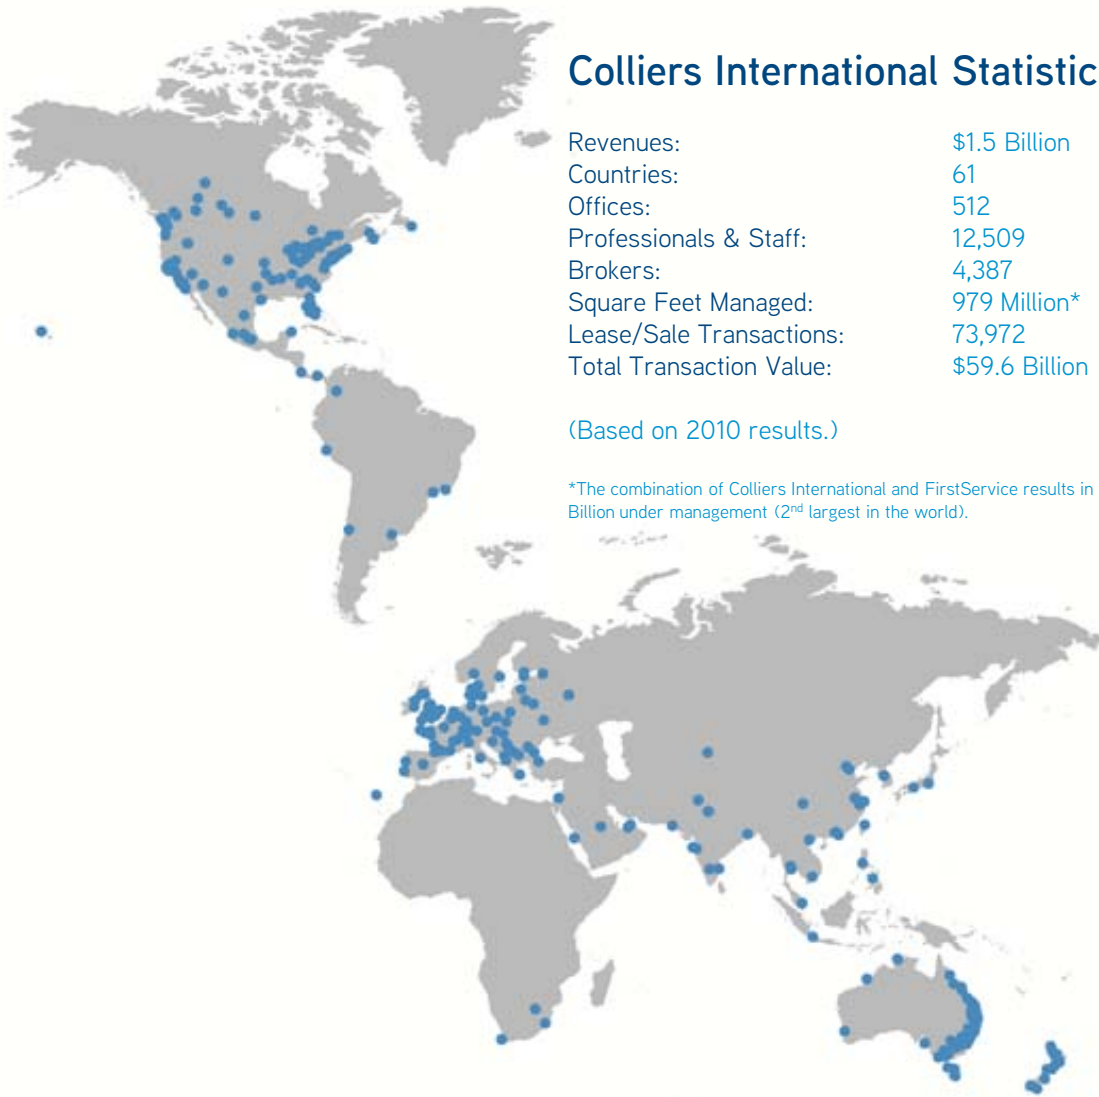 Colliers International Statistic
Revenues: $1.5 Billion
Countries: 61
Offices: 512
Professionals & Staff: 12,509
Brokers: 4,387
Square Feet Managed: 979 Million*
Lease/Sale Transactions: 73,972
Total Transaction Value: $59.6 Billion
(Based on 2010 results.)
*The combination of Colliers International and FirstService results in
Billion under management (2nd largest in the world).